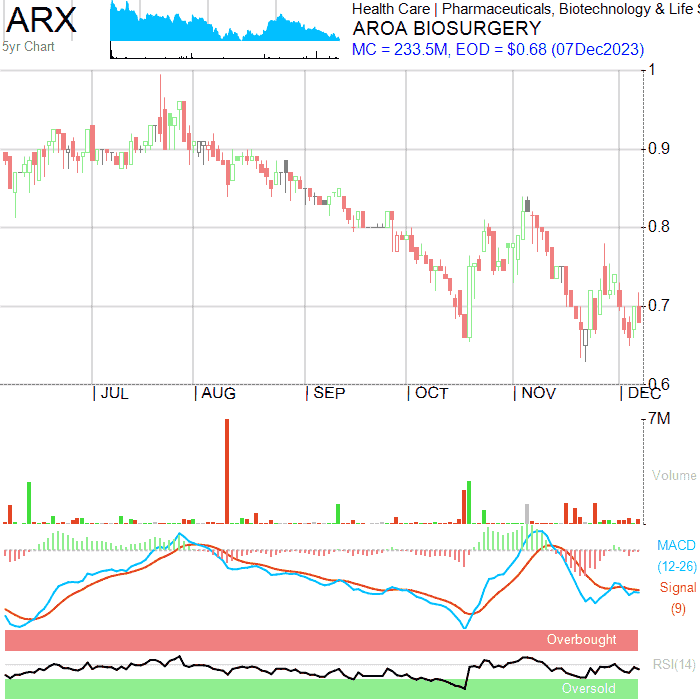 ARX
5yr Chart
Health Care | Pharmaceuticals, Biotechnology & Life S
AROA BIOSURGERY
MC = 233.5M, EOD = $0.68 (07Dec2023)
1
0.9
0.8
0.7
0.6
| JUL | AUG | SEP | OCT | NOV | DEC
7M
Volume
MACD
(12-26)
Signal
(9)
Overbought
RSI(14)
Oversold